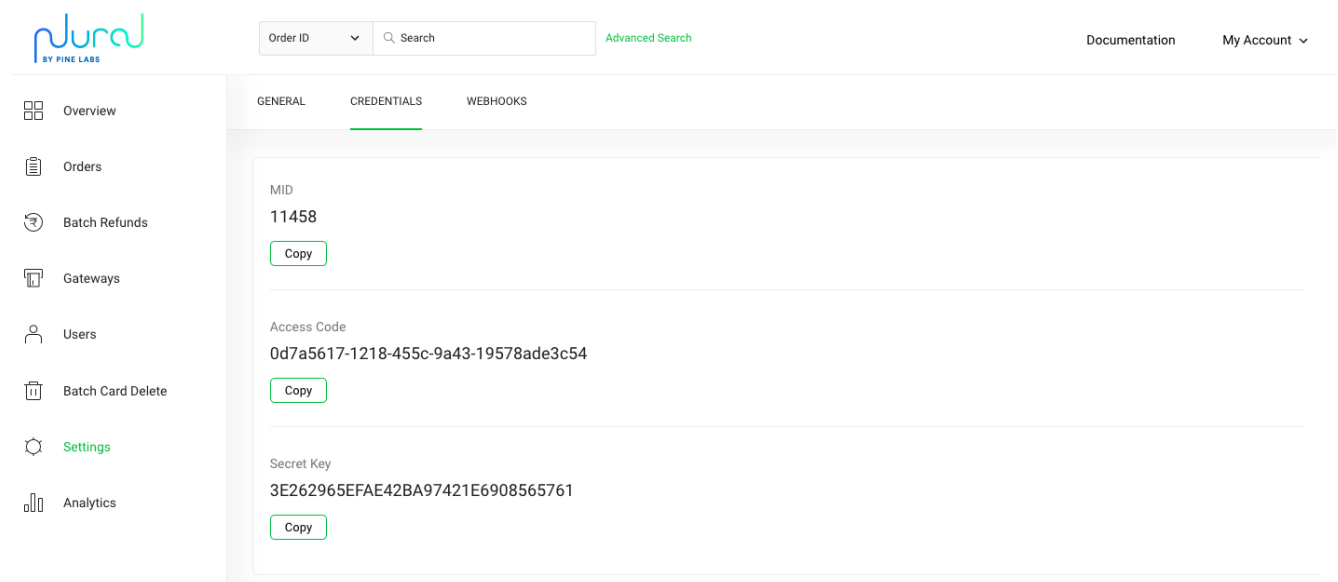 plural
BY PINE LABS
Order ID
Search
Advanced Search
Documentation
My Account
Overview
Orders
Batch Refunds
Gateways
Users
Batch Card Delete
Settings
Analytics
GENERAL
CREDENTIALS
WEBHOOKS
MID
11458
Copy
Access Code
0d7a5617-1218-455c-9a43-19578ade3c54
Copy
Secret Key
3E262965EFAE42BA97421E6908565761
Copy